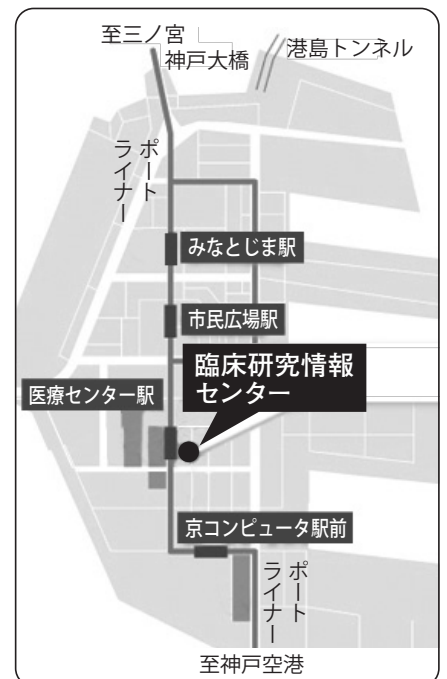 至三ノ宮
神戸大橋
港島トンネル
ポート
ライナー
みなとじま駅
市民広場駅
臨床研究情報
センター
医療センター駅
京コンピュータ駅前
ポート
ライナー
至神戸空港